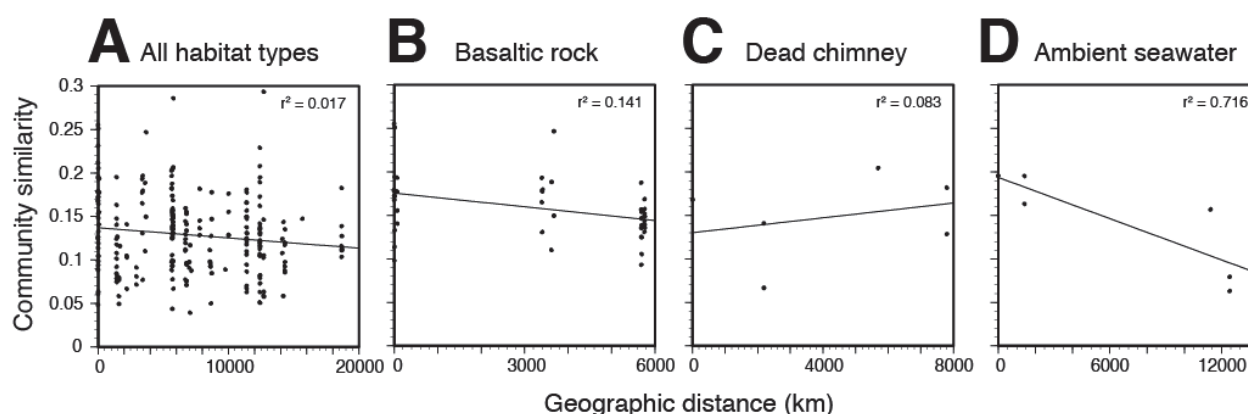 A All habitat types
B Basaltic rock
C Dead chimney
D Ambient seawater
r² = 0.017
r² = 0.141
r² = 0.083
r² = 0.716
Community similarity
0.3
0.25
0.2
0.15
0.1
0.05
0
0 10000 20000
0 3000 6000
0 4000 8000
0 6000 12000
Geographic distance (km)